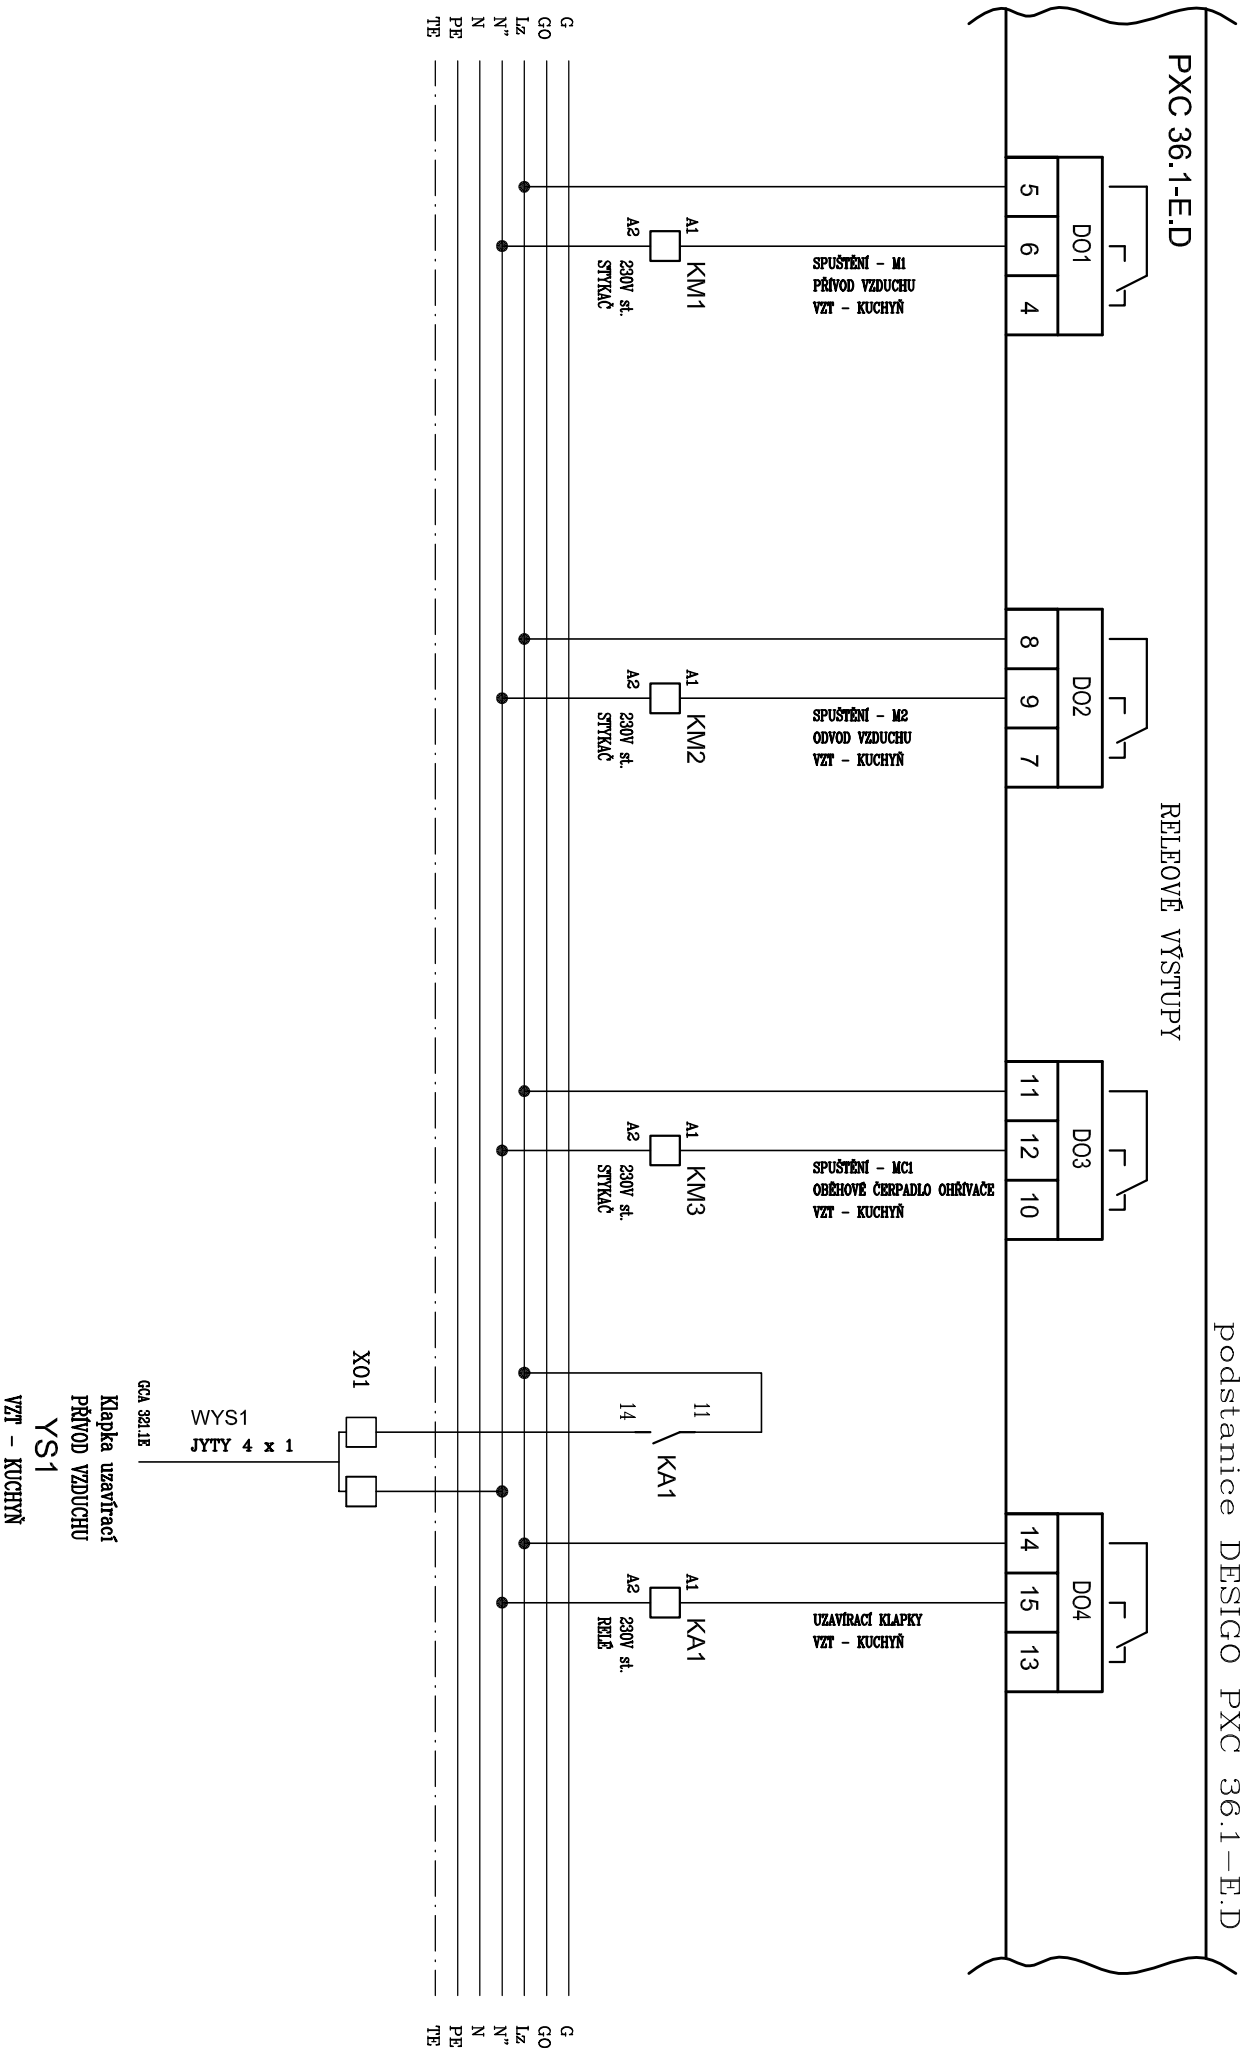 podstanice DESIGO PXC 36.1-E.D
PXC 36.1-E.D
RELEOVÉ VÝSTUPY
DO1
5 6 4
DO2
8 9 7
DO3
11 12 10
DO4
14 15 13
SPUŠTĚNÍ - M1
PŘÍVOD VZDUCHU
VZT - KUCHYŇ
SPUŠTĚNÍ - M2
ODVOD VZDUCHU
VZT - KUCHYŇ
SPUŠTĚNÍ - MC1
OBĚHOVÉ ČERPADLO OHŘÍVAČE
VZT - KUCHYŇ
UZAVÍRACÍ KLAPKY
VZT - KUCHYŇ
A1
KM1
A2
230V st.
STYKAČ
A1
KM2
A2
230V st.
STYKAČ
A1
KM3
A2
230V st.
STYKAČ
11
KA1
14
A1
KA1
A2
230V st.
RELÉ
G G
GO GO
Lz Lz
N" N"
N N
PE PE
TE TE
X01
WYS1
JYTY 4 x 1
GCA 321.1E
Klapka uzavírací
PŘÍVOD VZDUCHU
YS1
VZT - KUCHYŇ